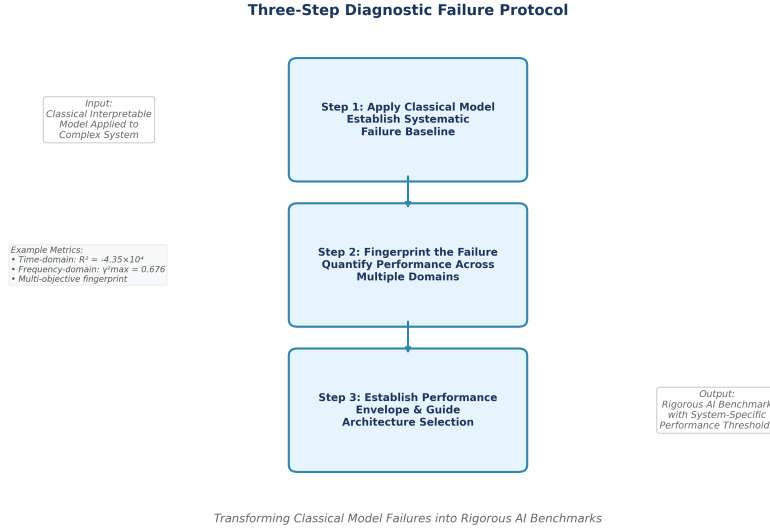 Three-Step Diagnostic Failure Protocol
Input:
Classical Interpretable
Model Applied to
Complex System
Step 1: Apply Classical Model
Establish Systematic
Failure Baseline
Example Metrics:
• Time-domain: R² = -4.35×10⁴
• Frequency-domain: γ²max = 0.676
• Multi-objective fingerprint
Step 2: Fingerprint the Failure
Quantify Performance Across
Multiple Domains
Step 3: Establish Performance
Envelope & Guide
Architecture Selection
Output:
Rigorous AI Benchmark
with System-Specific
Performance Threshold
Transforming Classical Model Failures into Rigorous AI Benchmarks